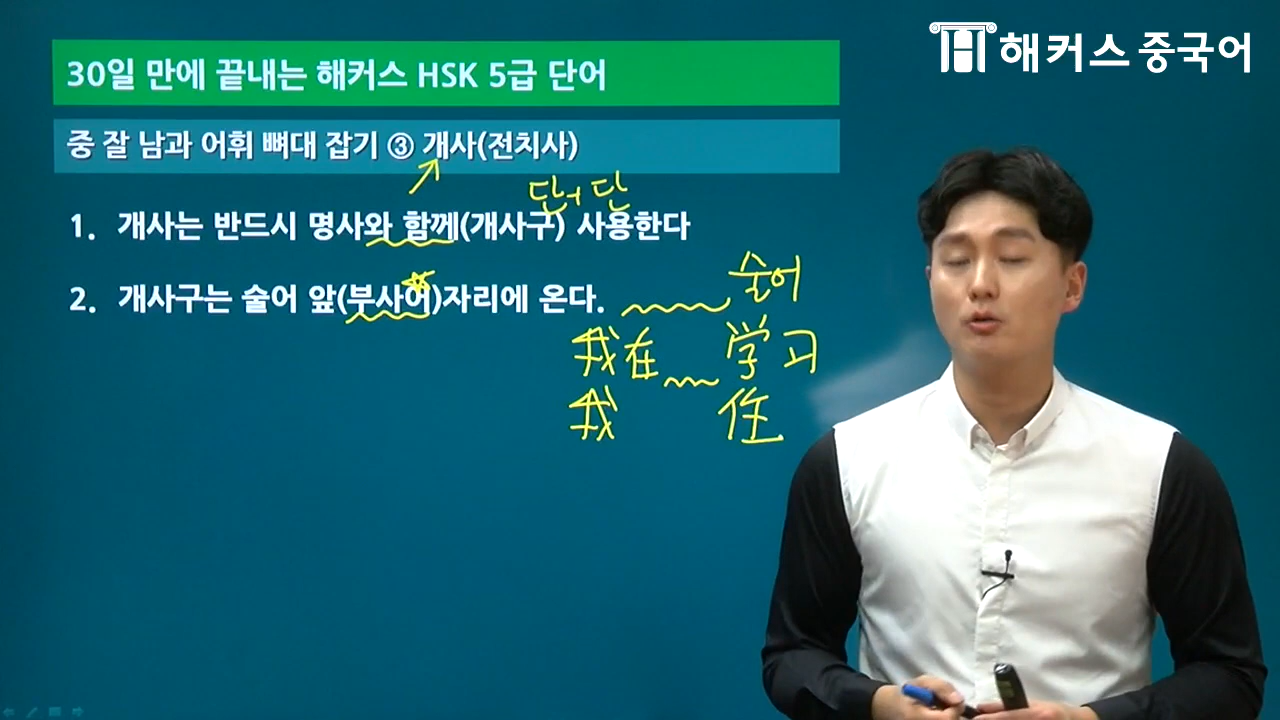 해커스 중국어
30일 만에 끝내는 해커스 HSK 5급 단어
중 잘 남과 어휘 뼈대 잡기 ③ 개사(전치사)
단+단
1. 개사는 반드시 명사와 함께(개사구) 사용한다
술어
2. 개사구는 술어 앞(부사어)자리에 온다.
我在 学习
我 住